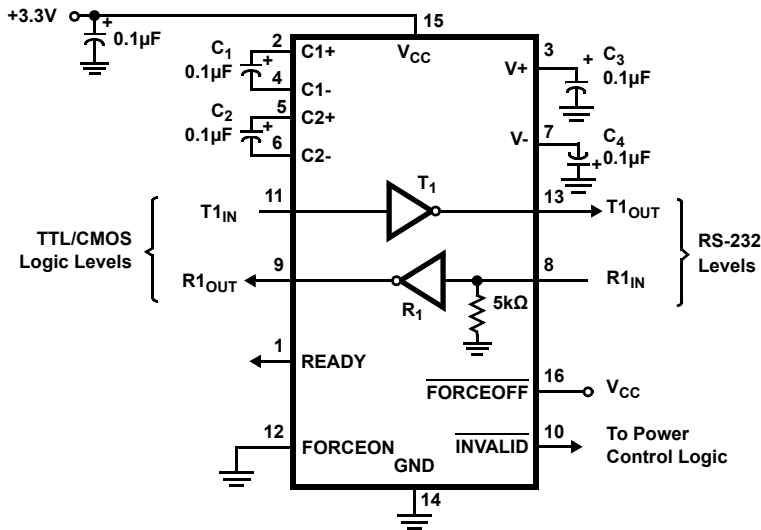 +3.3V
+
0.1µF
15
VCC
2
C1+
C1
0.1µF
+
4
C1-
5
C2+
C2
0.1µF
+
6
C2-
3
V+
+
C3
0.1µF
7
V-
C4
0.1µF
+
T1
11
T1IN
13
T1OUT
TTL/CMOS
Logic Levels
RS-232
Levels
9
R1OUT
R1
5kΩ
8
R1IN
1
READY
16
FORCEOFF
VCC
12
FORCEON
10
INVALID
To Power
Control Logic
GND
14